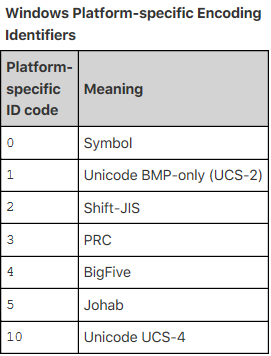 Windows Platform-specific Encoding
Identifiers
Platform-
specific
ID code
Meaning
0 Symbol
1 Unicode BMP-only (UCS-2)
2 Shift-JIS
3 PRC
4 BigFive
5 Johab
10 Unicode UCS-4